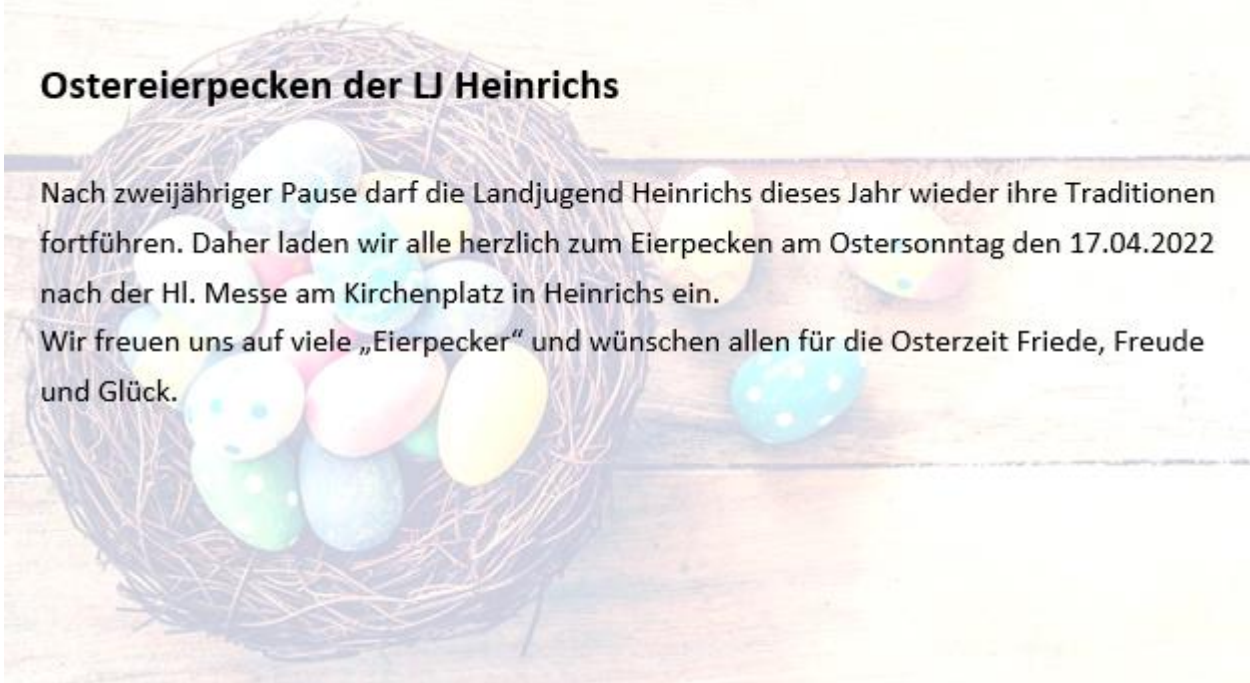 Ostereierpecken der LJ Heinrichs
Nach zweijähriger Pause darf die Landjugend Heinrichs dieses Jahr wieder ihre Traditionen
fortführen. Daher laden wir alle herzlich zum Eierpecken am Ostersonntag den 17.04.2022
nach der Hl. Messe am Kirchenplatz in Heinrichs ein.
Wir freuen uns auf viele „Eierpecker“ und wünschen allen für die Osterzeit Friede, Freude
und Glück.